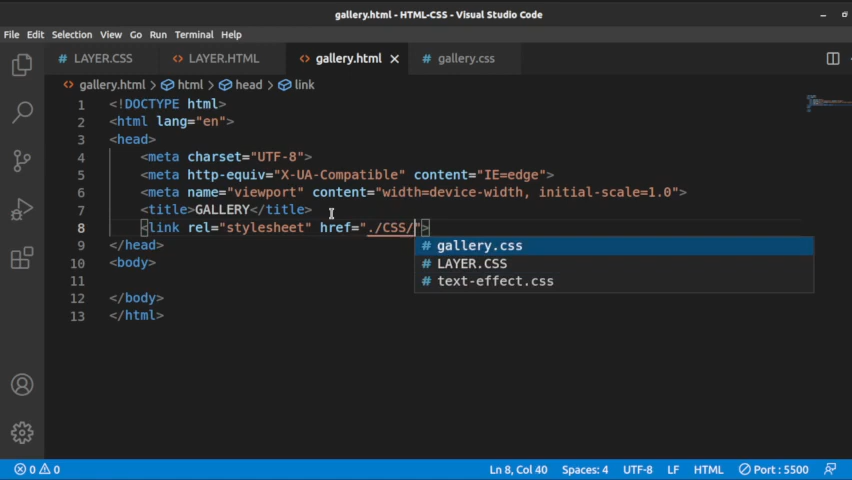 gallery.html - HTML-CSS - Visual Studio Code
File Edit Selection View Go Run Terminal Help
# LAYER.CSS <> LAYER.HTML <> gallery.html # gallery.css
<> gallery.html > html > head > link
1 <!DOCTYPE html>
2 <html lang="en">
3 <head>
4 <meta charset="UTF-8">
5 <meta http-equiv="X-UA-Compatible" content="IE=edge">
6 <meta name="viewport" content="width=device-width, initial-scale=1.0">
7 <title>GALLERY</title>
8 <link rel="stylesheet" href="./CSS/">
# gallery.css
9 </head>
10 <body>
# LAYER.CSS
11
# text-effect.css
12 </body>
13 </html>
0 0 Ln 8, Col 40 Spaces: 4 UTF-8 LF HTML Port : 5500